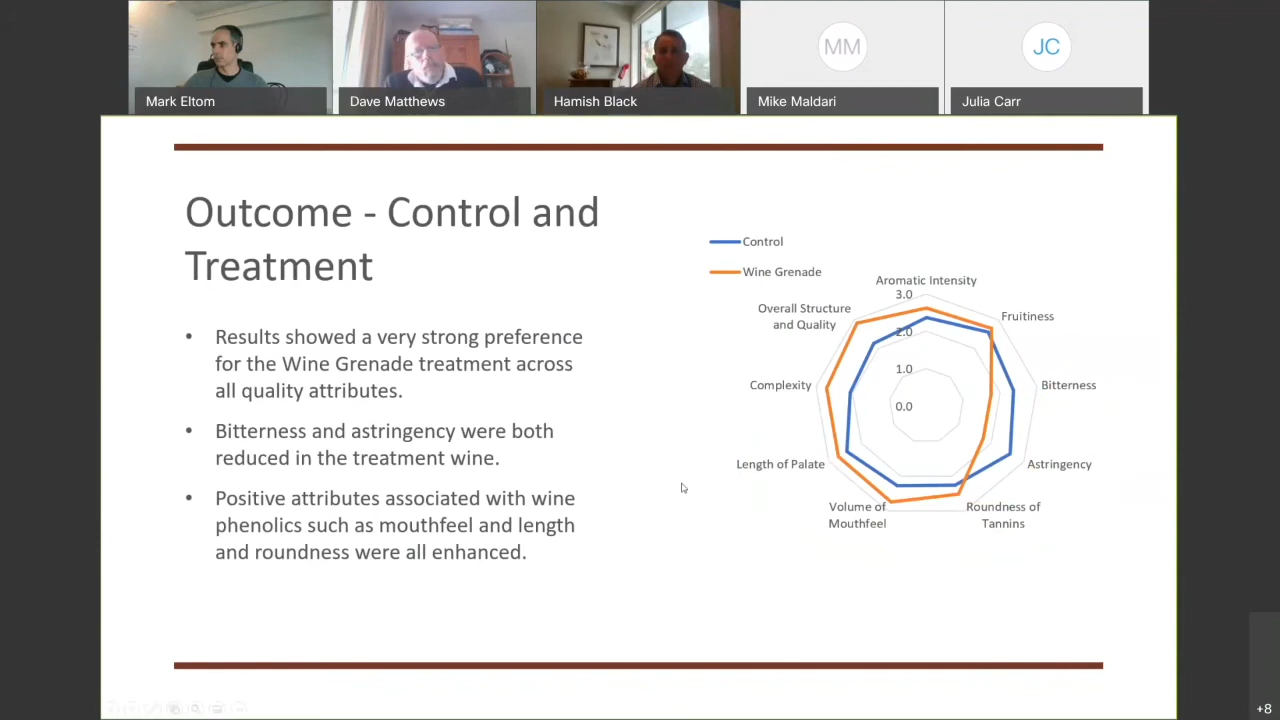 Mark Eltom
Dave Matthews
Hamish Black
MM
Mike Maldari
JC
Julia Carr
Outcome - Control and
Treatment
• Results showed a very strong preference
for the Wine Grenade treatment across
all quality attributes.
• Bitterness and astringency were both
reduced in the treatment wine.
• Positive attributes associated with wine
phenolics such as mouthfeel and length
and roundness were all enhanced.
Control
Wine Grenade
Aromatic Intensity
3.0
Overall Structure
and Quality
Fruitiness
2.0
1.0
Complexity
Bitterness
0.0
Length of Palate
Astringency
Volume of
Mouthfeel
Roundness of
Tannins
+8